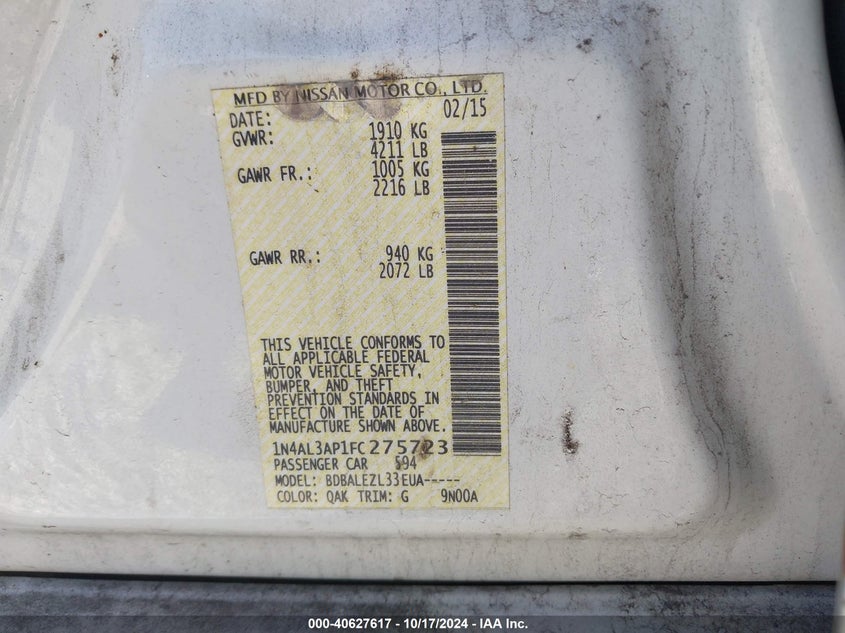 MFD BY NISSAN MOTOR CO., LTD.
DATE: 02/15
GVWR: 1910 KG
4211 LB
GAWR FR.: 1005 KG
2216 LB
GAWR RR.: 940 KG
2072 LB
THIS VEHICLE CONFORMS TO
ALL APPLICABLE FEDERAL
MOTOR VEHICLE SAFETY,
BUMPER, AND THEFT
PREVENTION STANDARDS IN
EFFECT ON THE DATE OF
MANUFACTURE SHOWN ABOVE.
1N4AL3AP1FC275723
PASSENGER CAR 594
MODEL: BDBALEZL33EUA-----
COLOR: QAK TRIM: G 9N00A
000-40627617 - 10/17/2024 - IAA Inc.